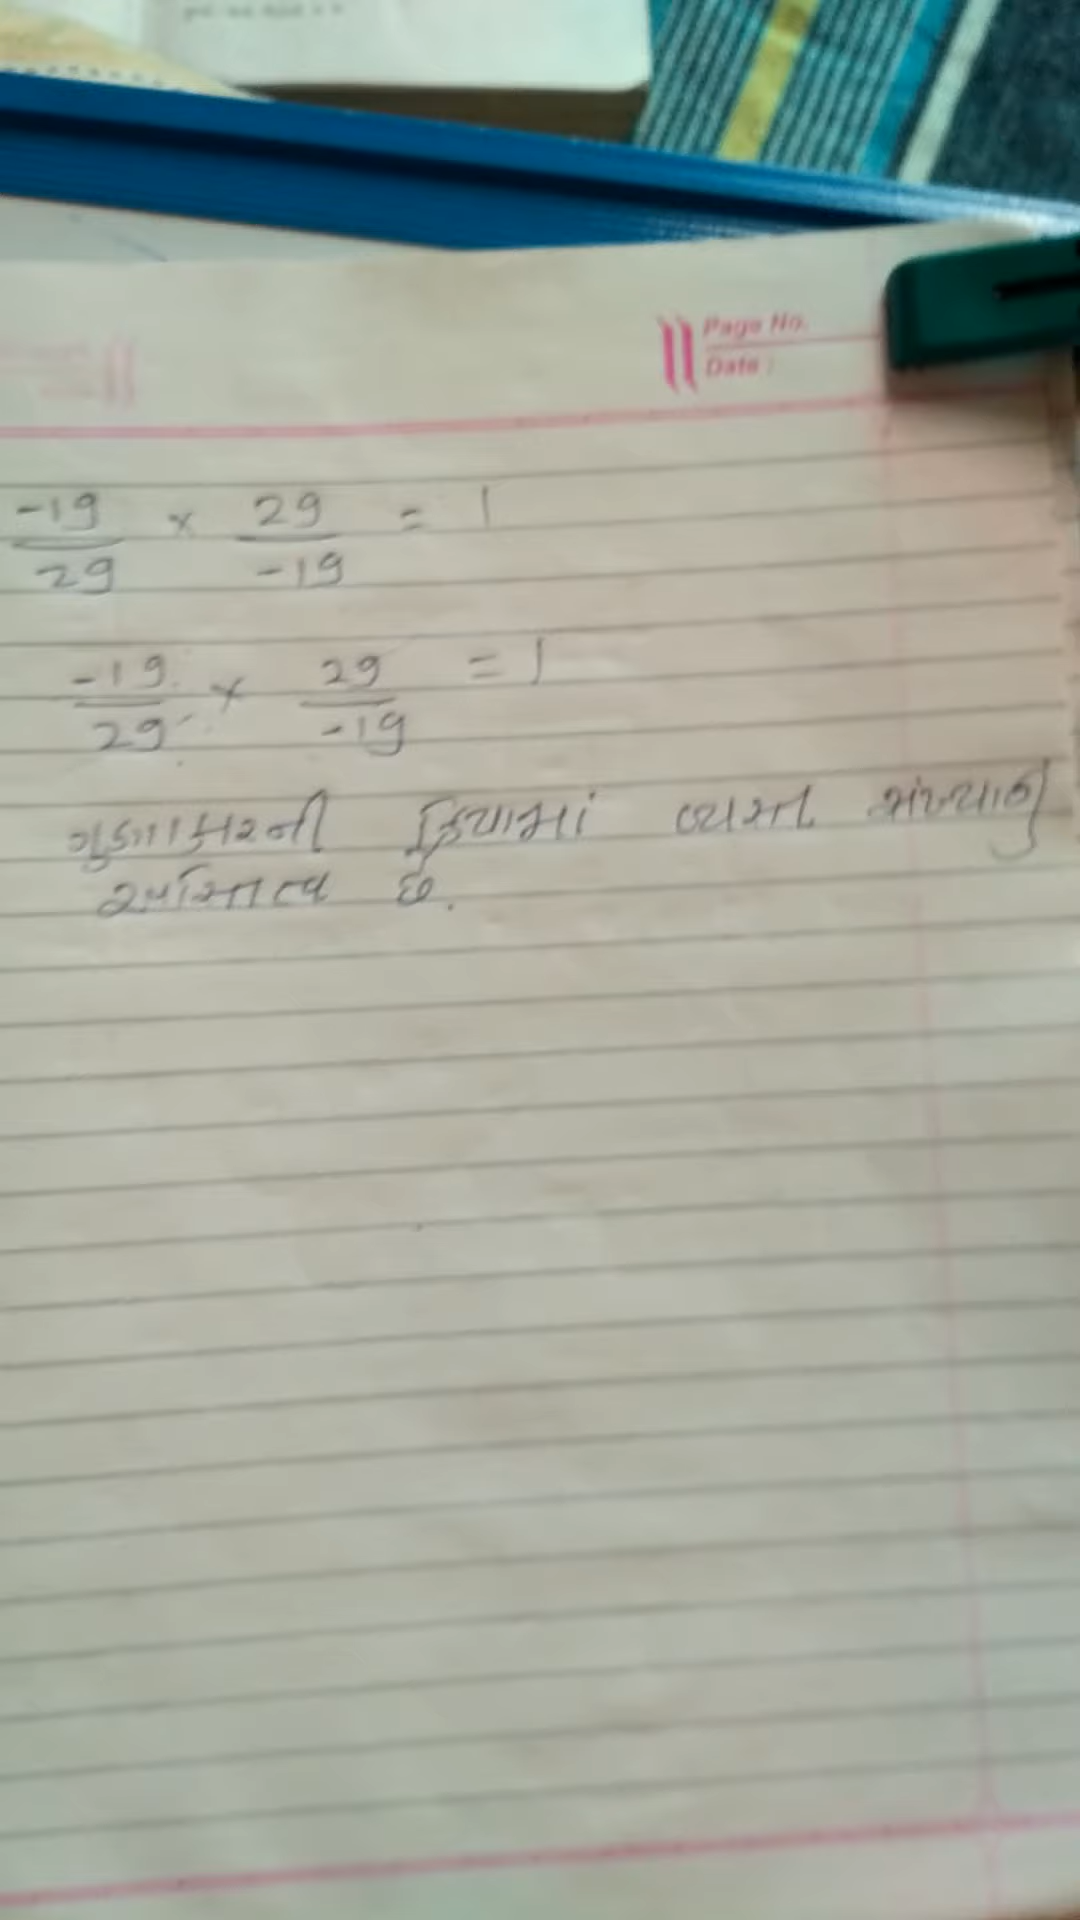 Page No.
Date :
-19/29 × 29/-19 = 1
-19/29 × 29/-19 = 1
ગુણાકારની ક્રિયામાં વ્યસ્ત સંખ્યાનું
અસ્તિત્વ છે.